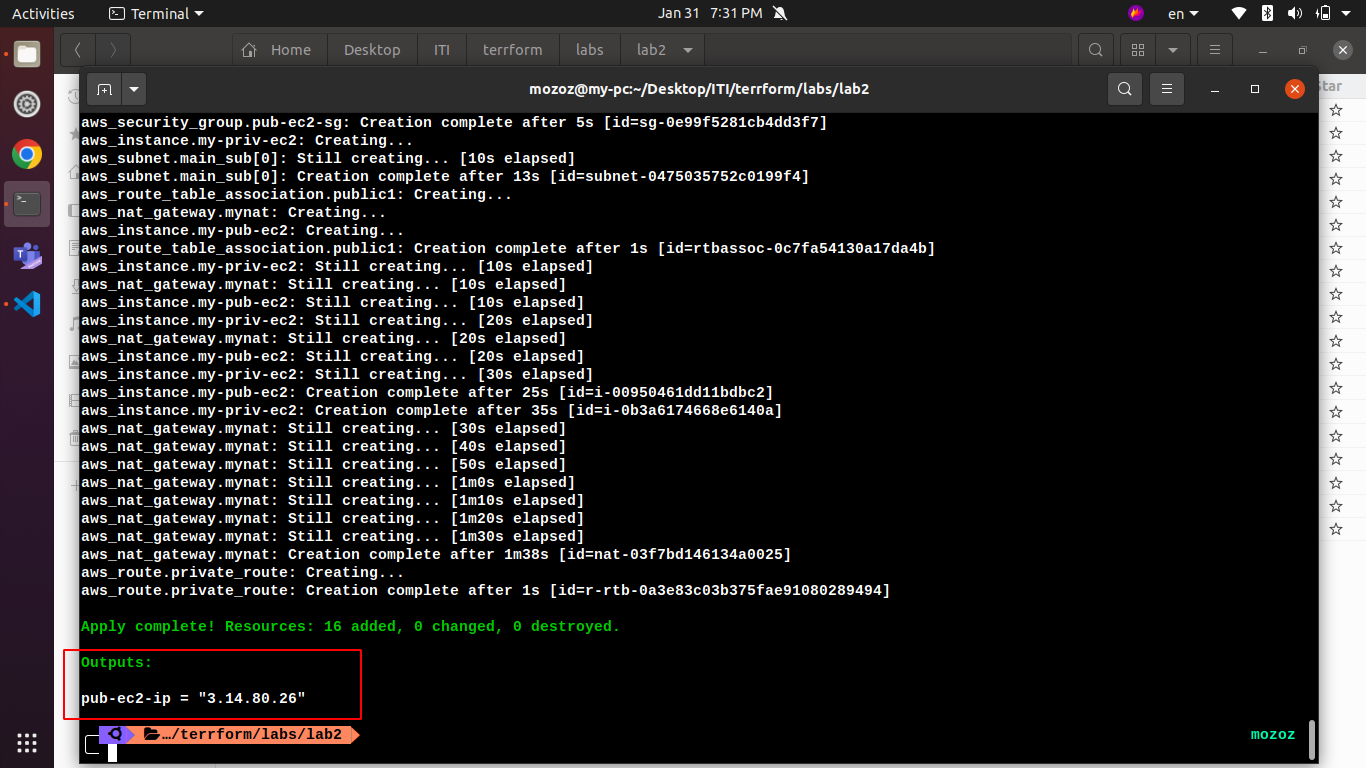 Activities Terminal Jan 31 7:31 PM en
Home Desktop ITI terrform labs lab2
Star
mozoz@my-pc:~/Desktop/ITI/terrform/labs/lab2
aws_security_group.pub-ec2-sg: Creation complete after 5s [id=sg-0e99f5281cb4dd3f7]
aws_instance.my-priv-ec2: Creating...
aws_subnet.main_sub[0]: Still creating... [10s elapsed]
aws_subnet.main_sub[0]: Creation complete after 13s [id=subnet-0475035752c0199f4]
aws_route_table_association.public1: Creating...
aws_nat_gateway.mynat: Creating...
aws_instance.my-pub-ec2: Creating...
aws_route_table_association.public1: Creation complete after 1s [id=rtbassoc-0c7fa54130a17da4b]
aws_instance.my-priv-ec2: Still creating... [10s elapsed]
aws_nat_gateway.mynat: Still creating... [10s elapsed]
aws_instance.my-pub-ec2: Still creating... [10s elapsed]
aws_instance.my-priv-ec2: Still creating... [20s elapsed]
aws_nat_gateway.mynat: Still creating... [20s elapsed]
aws_instance.my-pub-ec2: Still creating... [20s elapsed]
aws_instance.my-priv-ec2: Still creating... [30s elapsed]
aws_instance.my-pub-ec2: Creation complete after 25s [id=i-00950461dd11bdbc2]
aws_instance.my-priv-ec2: Creation complete after 35s [id=i-0b3a6174668e6140a]
aws_nat_gateway.mynat: Still creating... [30s elapsed]
aws_nat_gateway.mynat: Still creating... [40s elapsed]
aws_nat_gateway.mynat: Still creating... [50s elapsed]
aws_nat_gateway.mynat: Still creating... [1m0s elapsed]
aws_nat_gateway.mynat: Still creating... [1m10s elapsed]
aws_nat_gateway.mynat: Still creating... [1m20s elapsed]
aws_nat_gateway.mynat: Still creating... [1m30s elapsed]
aws_nat_gateway.mynat: Creation complete after 1m38s [id=nat-03f7bd146134a0025]
aws_route.private_route: Creating...
aws_route.private_route: Creation complete after 1s [id=r-rtb-0a3e83c03b375fae91080289494]
Apply complete! Resources: 16 added, 0 changed, 0 destroyed.
Outputs:
pub-ec2-ip = "3.14.80.26"
…/terrform/labs/lab2 mozoz